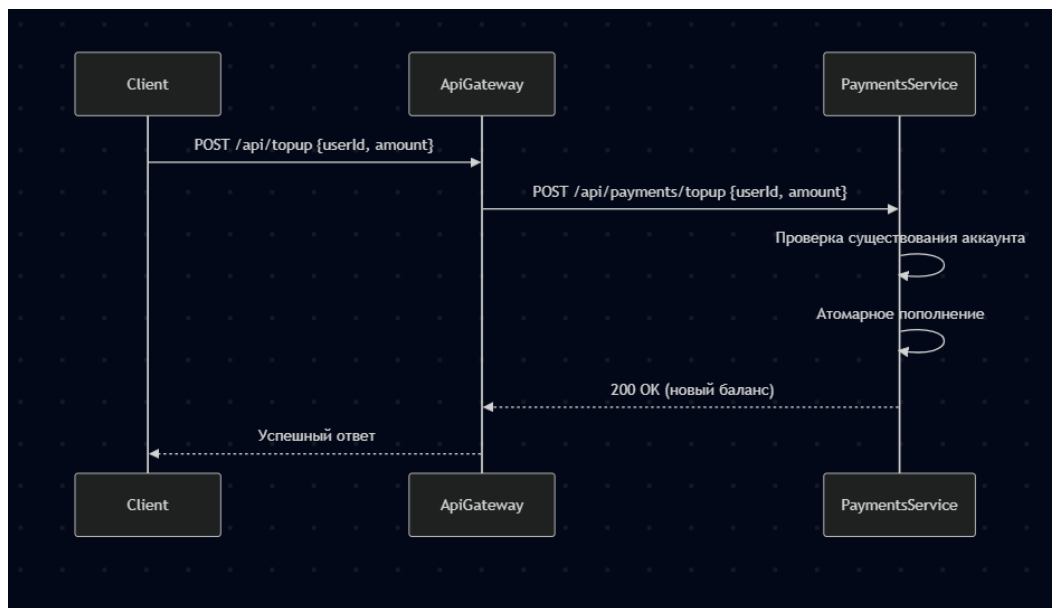 Client
ApiGateway
PaymentsService
POST /api/topup {userId, amount}
POST /api/payments/topup {userId, amount}
Проверка существования аккаунта
Атомарное пополнение
200 OK (новый баланс)
Успешный ответ
Client
ApiGateway
PaymentsService